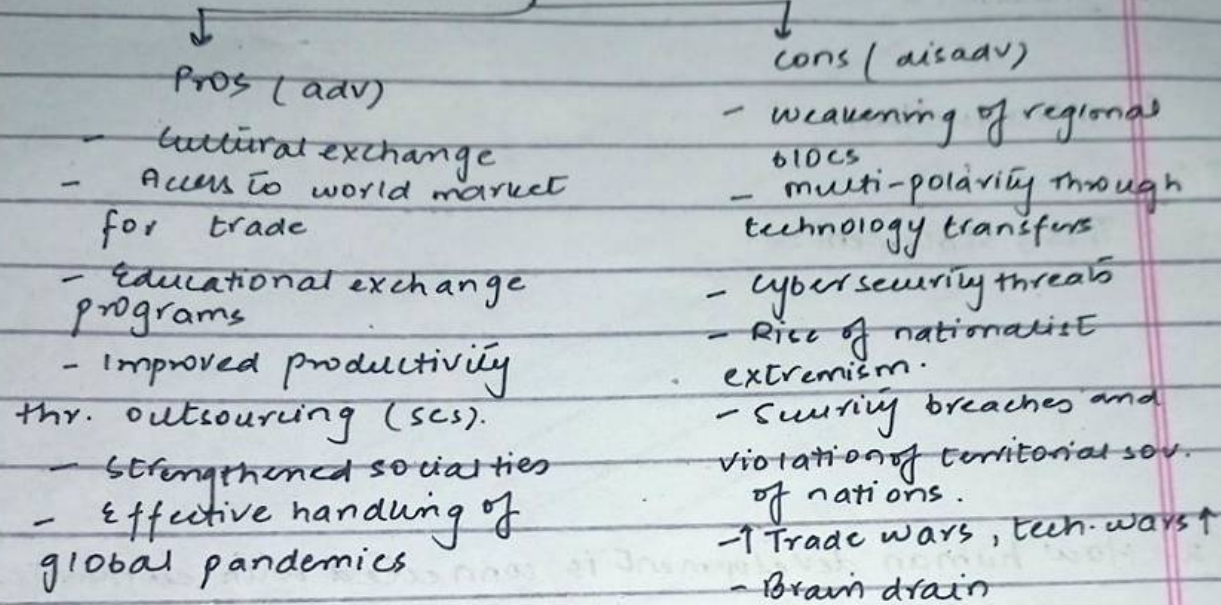 Pros (adv)
- Cultural exchange
- Access to world market
for trade
- Educational exchange
programs
- Improved productivity
thr. outsourcing (scs).
- Strengthened social ties
- Effective handling of
global pandemics
cons (disadv)
- weakening of regional
blocs
- multi-polarity through
technology transfers
- cybersecurity threats
- Rise of nationalist
extremism.
- Security breaches and
violation of territorial sov.
of nations.
-↑ Trade wars, tech. wars ↑
- Brain drain